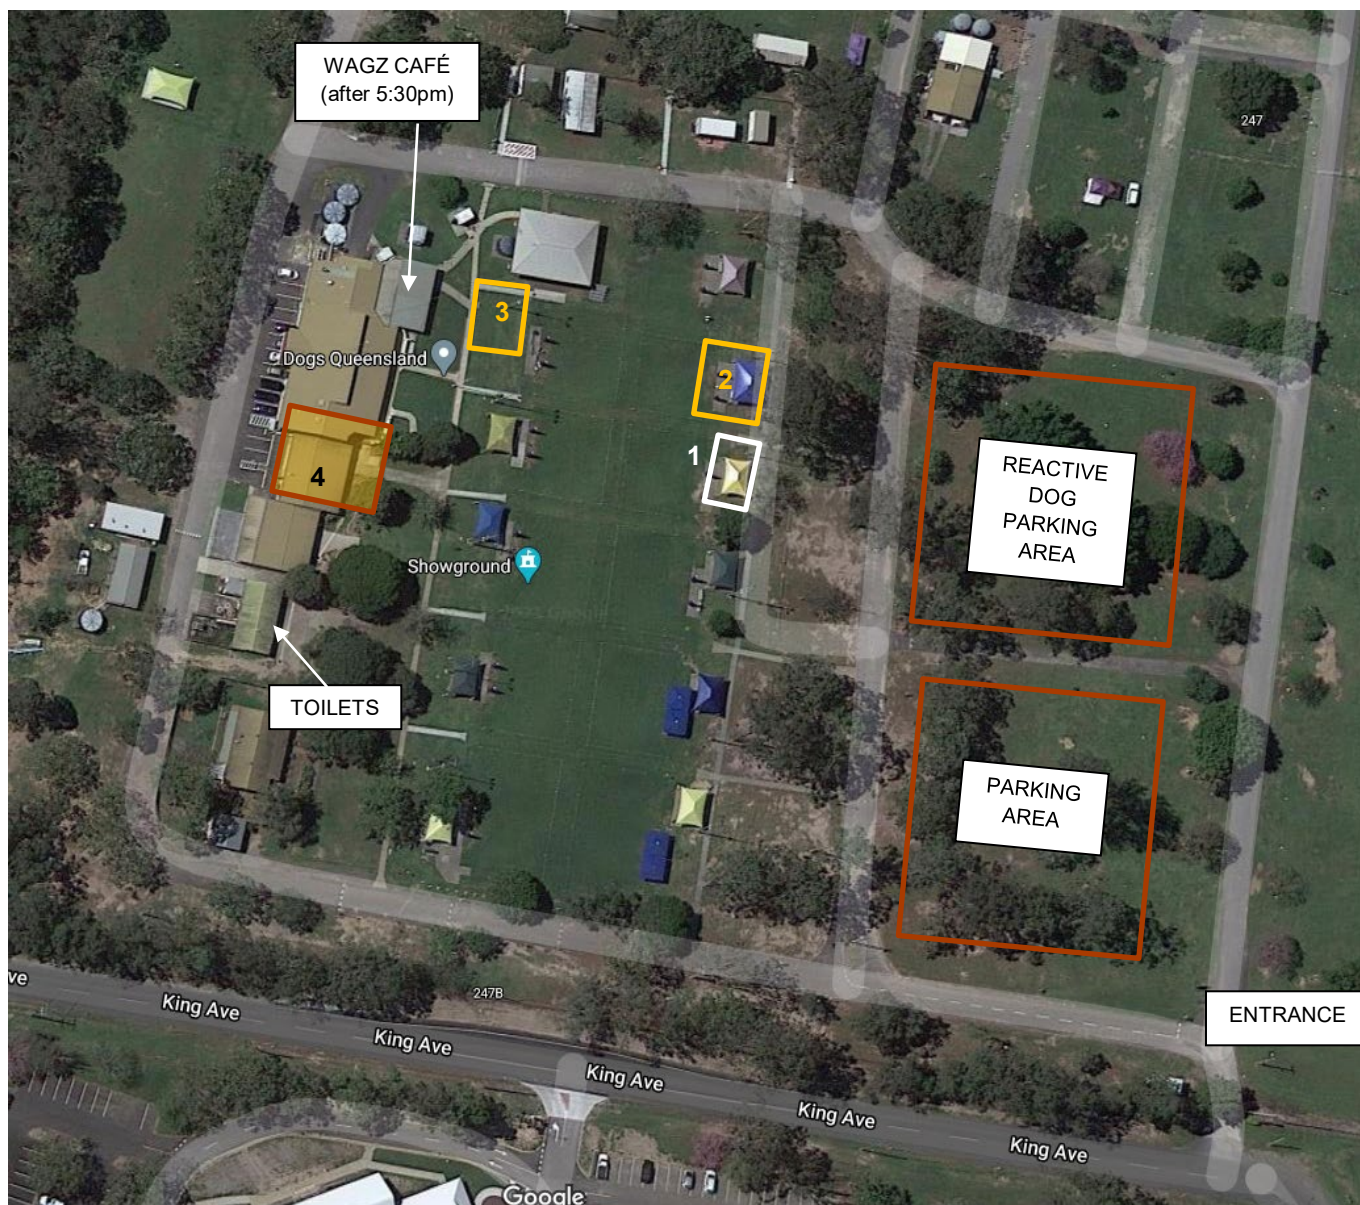 WAGZ CAFÉ
(after 5:30pm)
247
3
Dogs Queensland
2
1
4
REACTIVE
DOG
PARKING
AREA
Showground
TOILETS
PARKING
AREA
ve
King Ave
King Ave
King Ave
King Ave
King Ave
247B
ENTRANCE
Google